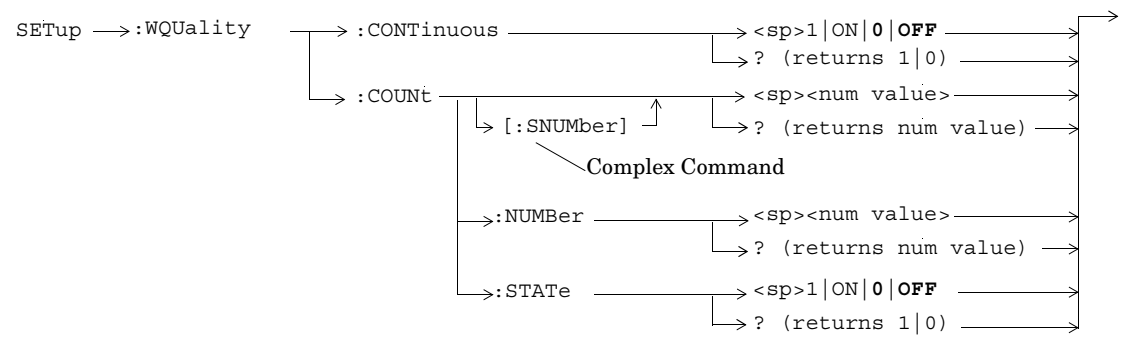 SETup :WQUality :CONTinuous <sp>1|ON|0|OFF
? (returns 1|0)
:COUNt <sp><num value>
[:SNUMber] ? (returns num value)
Complex Command
:NUMBer <sp><num value>
? (returns num value)
:STATe <sp>1|ON|0|OFF
? (returns 1|0)